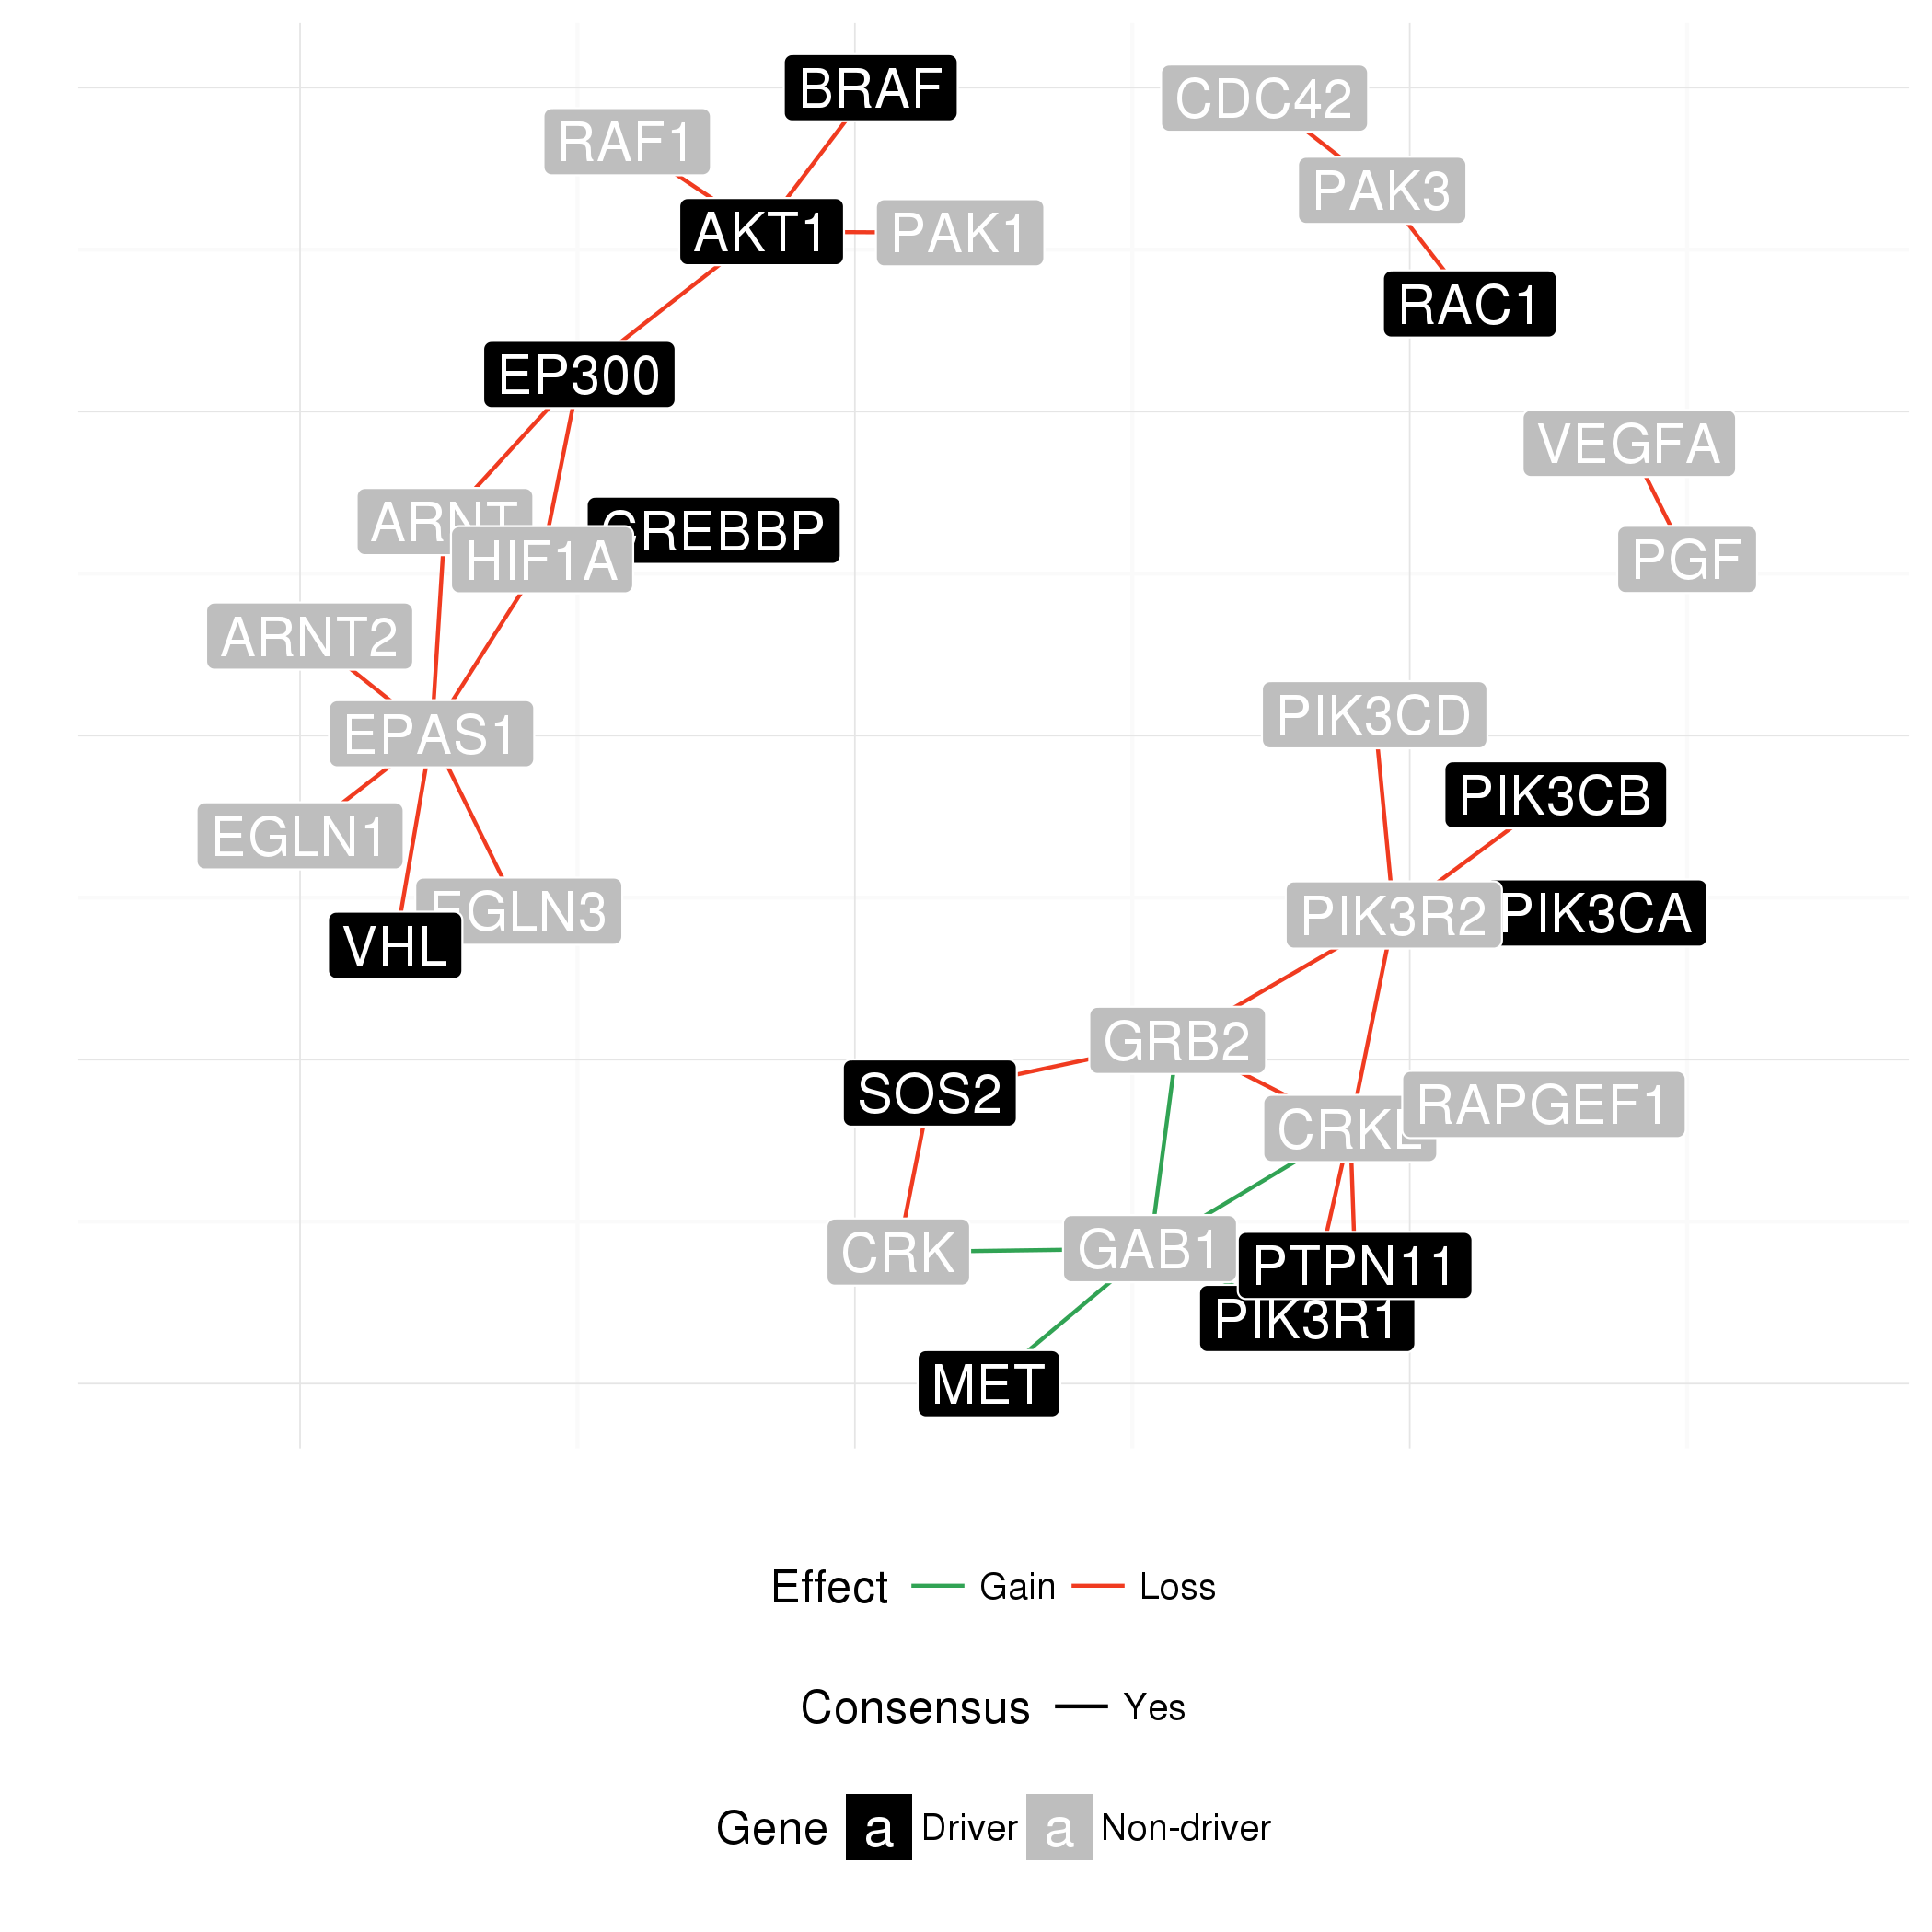 BRAF
CDC42
RAF1
PAK3
AKT1
PAK1
RAC1
EP300
VEGFA
ARNT
CREBBP
HIF1A
PGF
ARNT2
PIK3CD
EPAS1
PIK3CB
EGLN1
EGLN3
PIK3R2
PIK3CA
VHL
GRB2
SOS2
RAPGEF1
CRKL
CRK
GAB1
PTPN11
PIK3R1
MET
Effect Gain Loss
Consensus Yes
Gene a Driver a Non-driver